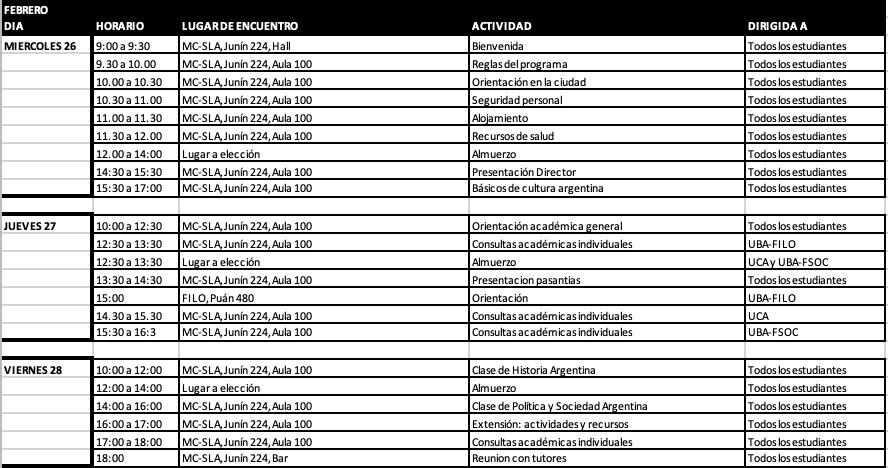 FEBRERO
DIA HORARIO LUGAR DE ENCUENTRO ACTIVIDAD DIRIGIDA A
MIERCOLES 26 9:00 a 9:30 MC-SLA, Junín 224, Hall Bienvenida Todos los estudiantes
9.30 a 10.00 MC-SLA, Junín 224, Aula 100 Reglas del programa Todos los estudiantes
10.00 a 10.30 MC-SLA, Junín 224, Aula 100 Orientación en la ciudad Todos los estudiantes
10.30 a 11.00 MC-SLA, Junín 224, Aula 100 Seguridad personal Todos los estudiantes
11.00 a 11.30 MC-SLA, Junín 224, Aula 100 Alojamiento Todos los estudiantes
11.30 a 12.00 MC-SLA, Junín 224, Aula 100 Recursos de salud Todos los estudiantes
12.00 a 14:00 Lugar a elección Almuerzo Todos los estudiantes
14:30 a 15:30 MC-SLA, Junín 224, Aula 100 Presentación Director Todos los estudiantes
15:30 a 17:00 MC-SLA, Junín 224, Aula 100 Básicos de cultura argentina Todos los estudiantes
JUEVES 27 10:00 a 12:30 MC-SLA, Junín 224, Aula 100 Orientación académica general Todos los estudiantes
12:30 a 13:30 MC-SLA, Junín 224, Aula 100 Consultas académicas individuales UBA-FILO
12:30 a 13:30 Lugar a elección Almuerzo UCA y UBA-FSOC
13:30 a 14:30 MC-SLA, Junín 224, Aula 100 Presentacion pasantias Todos los estudiantes
15:00 FILO, Puán 480 Orientación UBA-FILO
14.30 a 15.30 MC-SLA, Junín 224, Aula 100 Consultas académicas individuales UCA
15:30 a 16:3 MC-SLA, Junín 224, Aula 100 Consultas académicas individuales UBA-FSOC
VIERNES 28 10:00 a 12:00 MC-SLA, Junín 224, Aula 100 Clase de Historia Argentina Todos los estudiantes
12:00 a 14:00 Lugar a elección Almuerzo Todos los estudiantes
14:00 a 16:00 MC-SLA, Junín 224, Aula 100 Clase de Política y Sociedad Argentina Todos los estudiantes
16:00 a 17:00 MC-SLA, Junín 224, Aula 100 Extensión: actividades y recursos Todos los estudiantes
17:00 a 18:00 MC-SLA, Junín 224, Aula 100 Consultas académicas individuales Todos los estudiantes
18:00 MC-SLA, Junín 224, Bar Reunion con tutores Todos los estudiantes